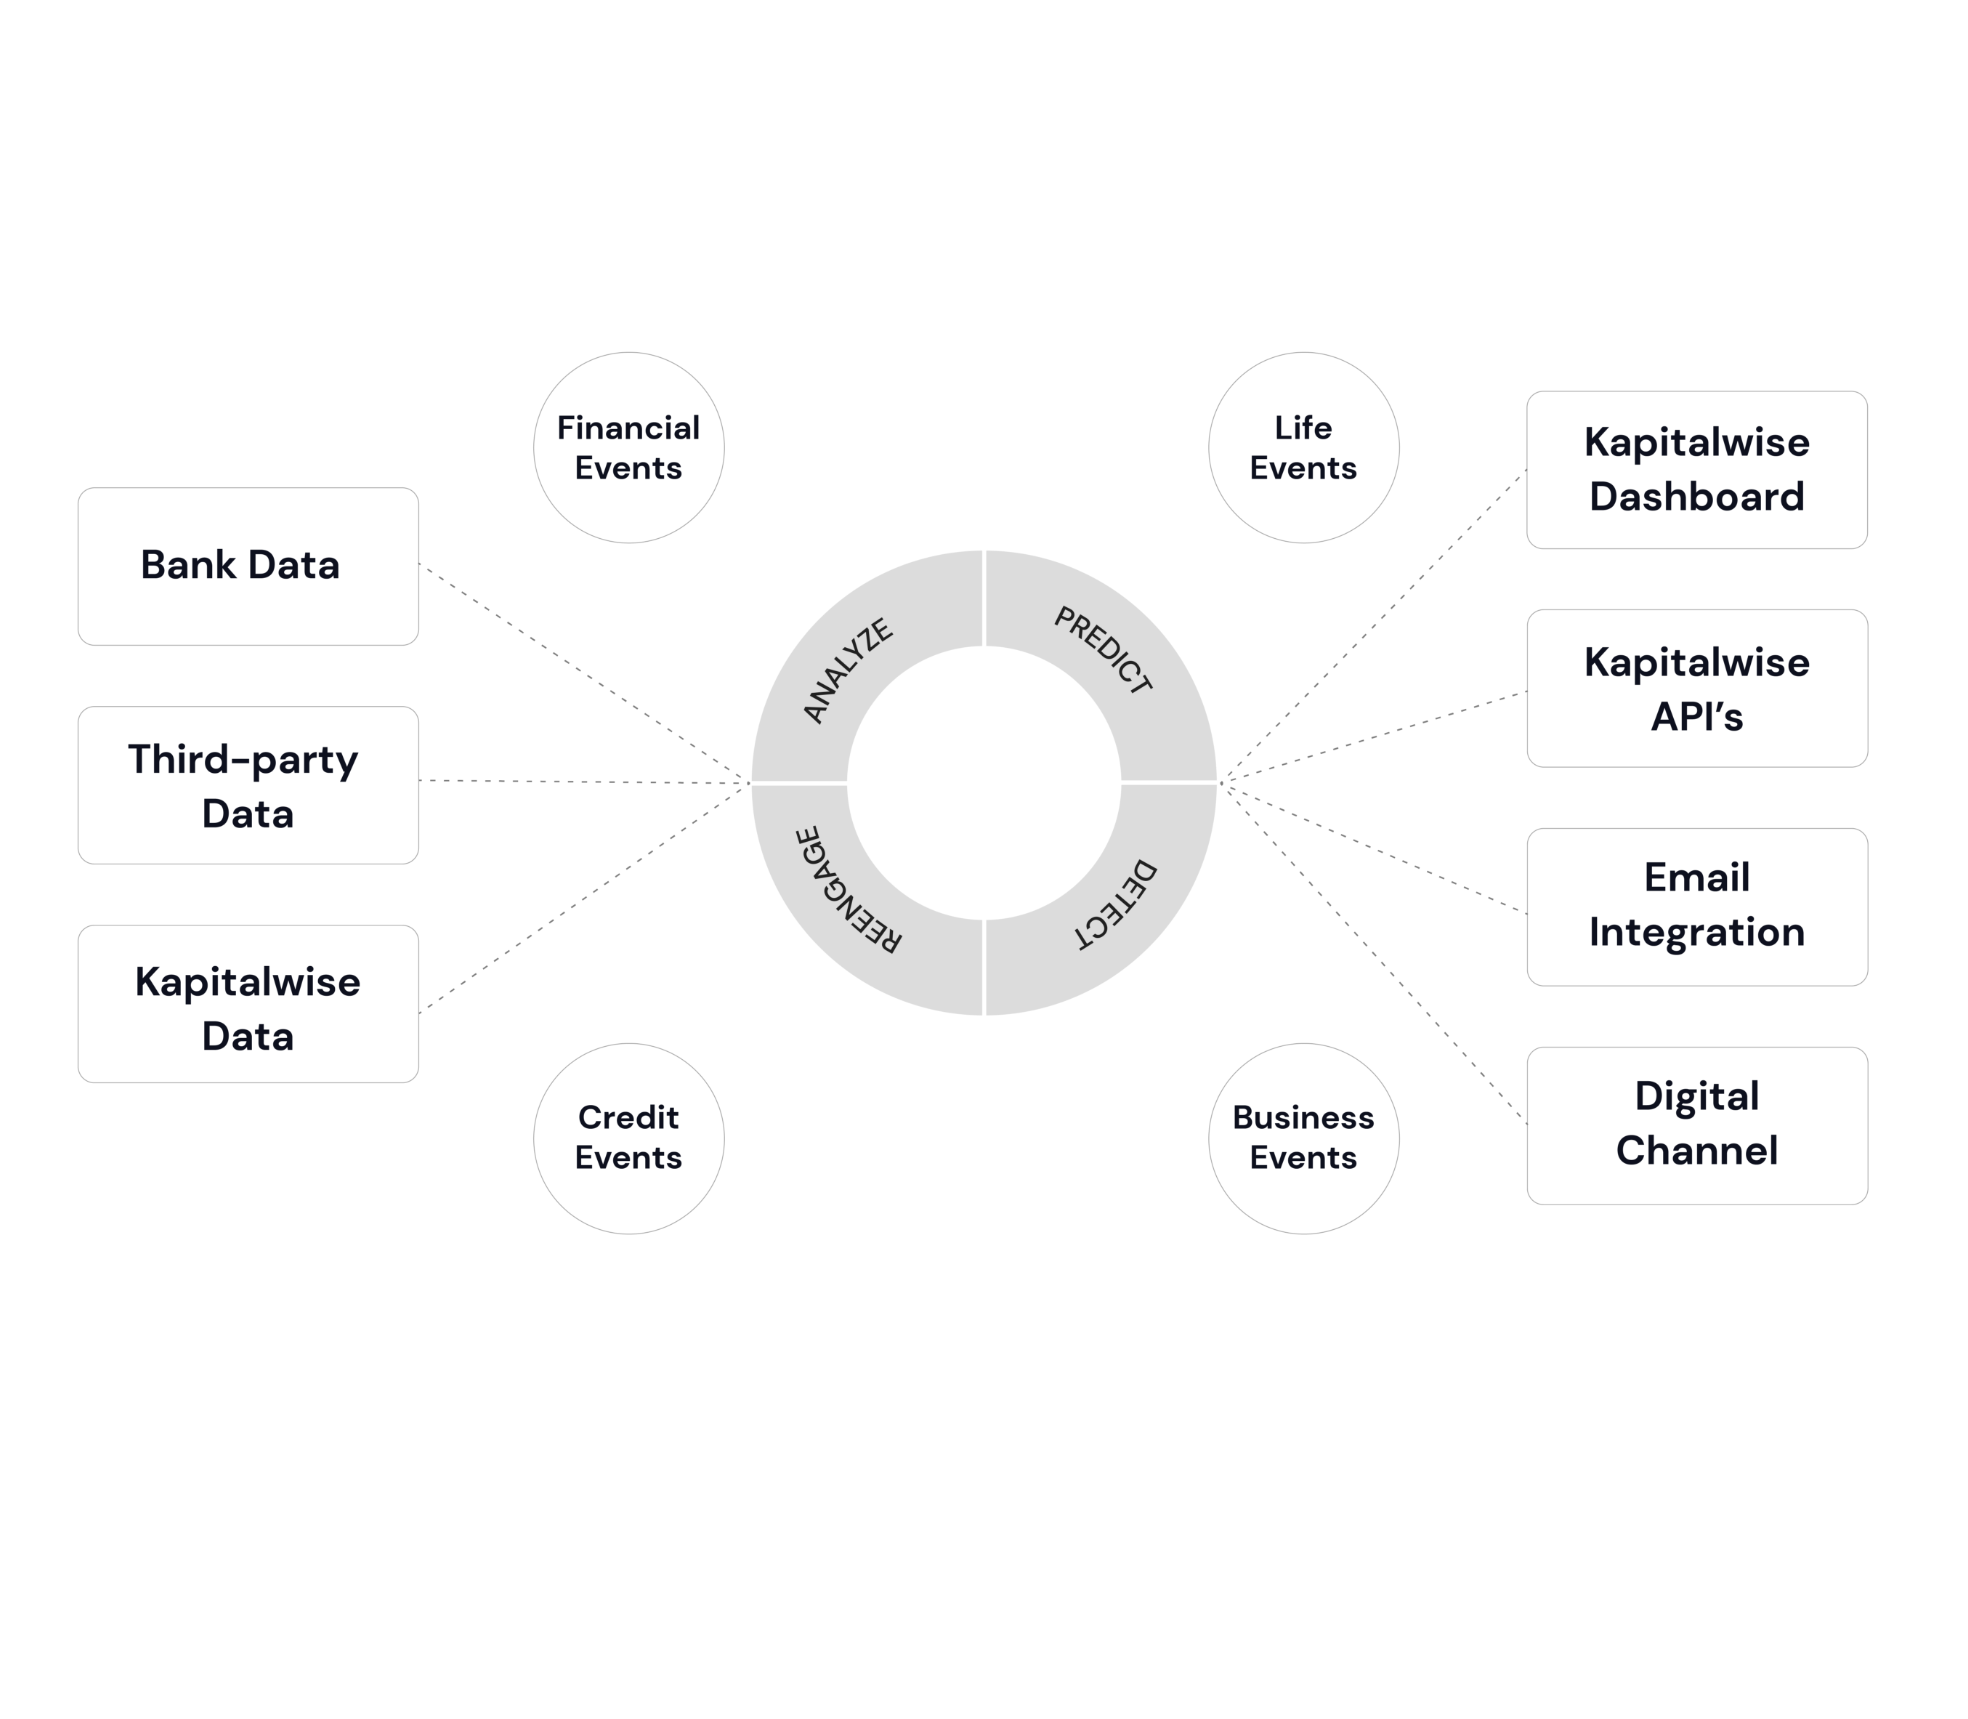 Financial
Events
Life
Events
Bank Data
Third-party
Data
Kapitalwise
Data
ANALYZE
PREDICT
DETECT
REENGAGE
Credit
Events
Business
Events
Kapitalwise
Dashboard
Kapitalwise
API’s
Email
Integration
Digital
Channel